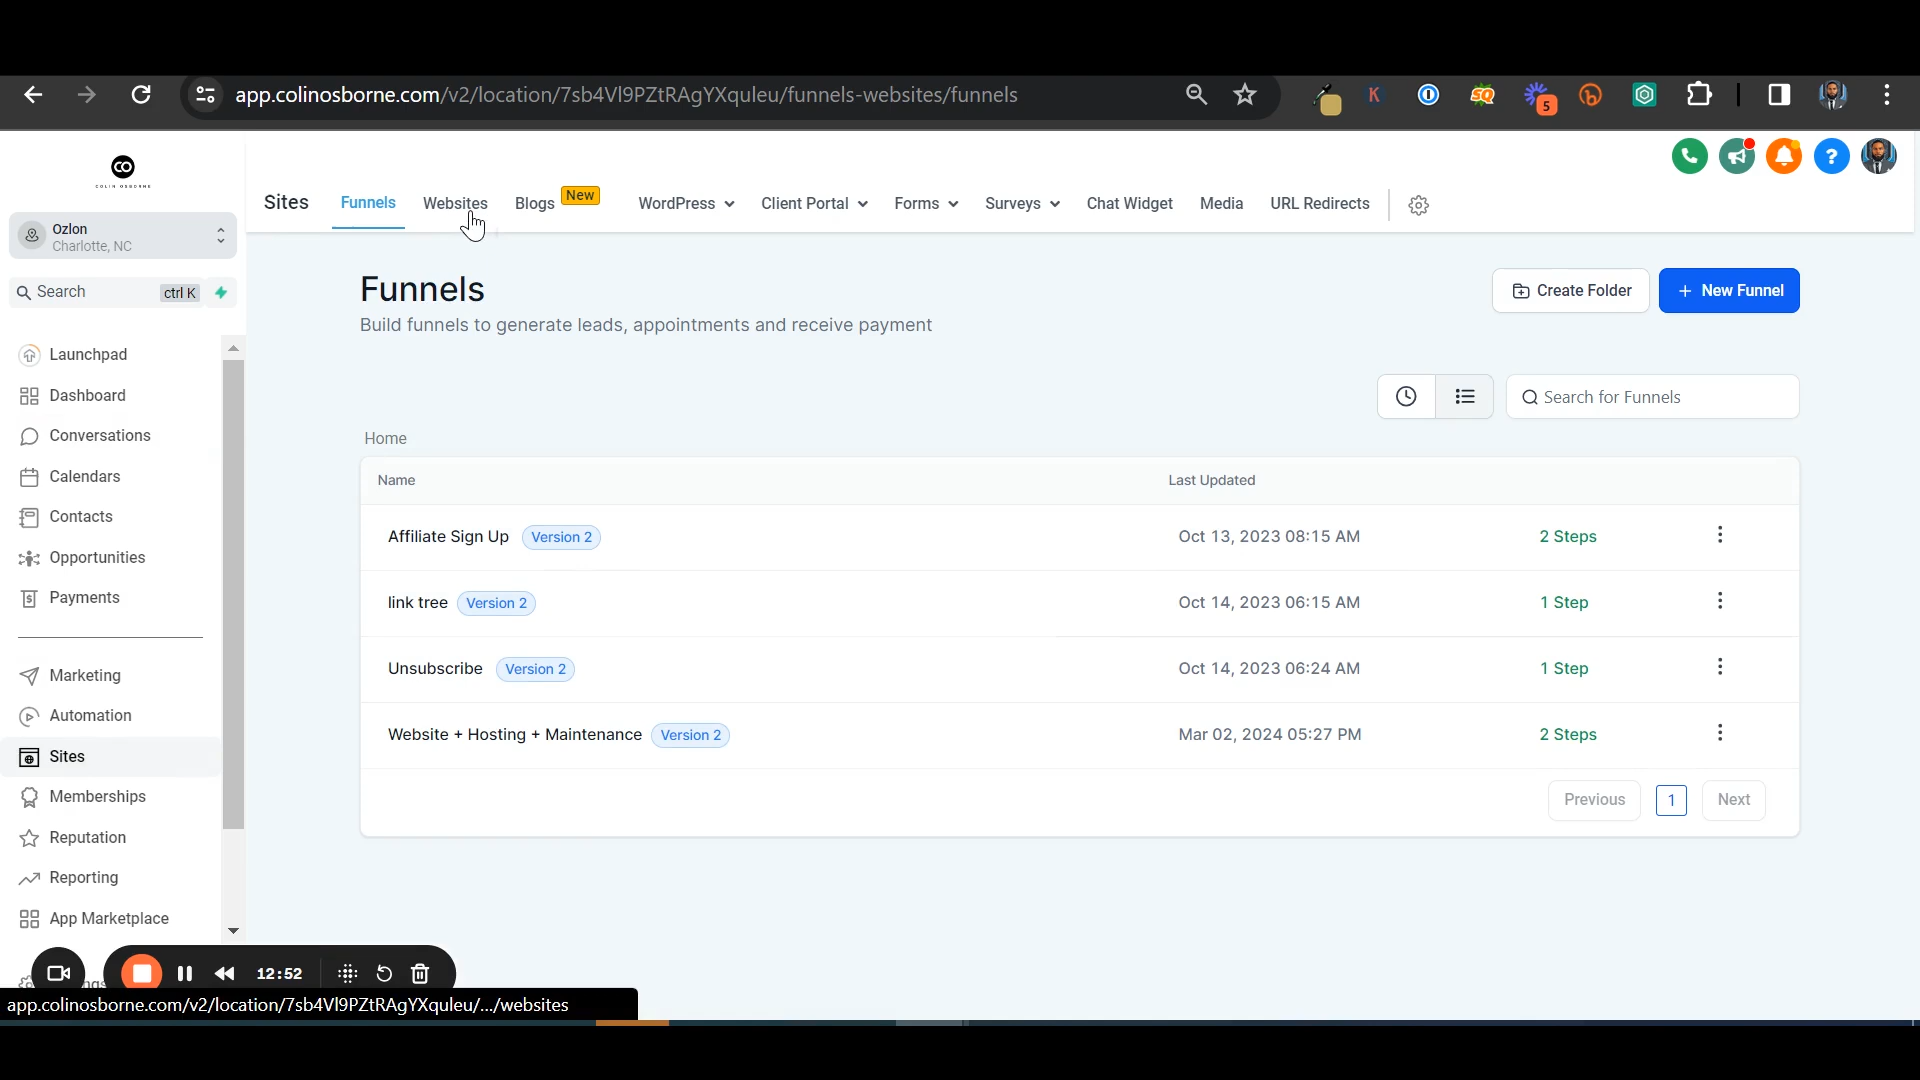 app.colinosborne.com/v2/location/7sb4Vl9PZtRAgYXquleu/funnels-websites/funnels
K
SQ
5
CO
COLIN OSBORNE
Ozlon
Charlotte, NC
Search
ctrl K
Launchpad
Dashboard
Conversations
Calendars
Contacts
Opportunities
Payments
Marketing
Automation
Sites
Memberships
Reputation
Reporting
App Marketplace
Sites
Funnels
Websites
Blogs
New
WordPress
Client Portal
Forms
Surveys
Chat Widget
Media
URL Redirects
Funnels
Build funnels to generate leads, appointments and receive payment
Create Folder
+ New Funnel
Search for Funnels
Home
Name Last Updated
Affiliate Sign Up Version 2 Oct 13, 2023 08:15 AM 2 Steps
link tree Version 2 Oct 14, 2023 06:15 AM 1 Step
Unsubscribe Version 2 Oct 14, 2023 06:24 AM 1 Step
Website + Hosting + Maintenance Version 2 Mar 02, 2024 05:27 PM 2 Steps
Previous 1 Next
12:52
app.colinosborne.com/v2/location/7sb4Vl9PZtRAgYXquleu/.../websites